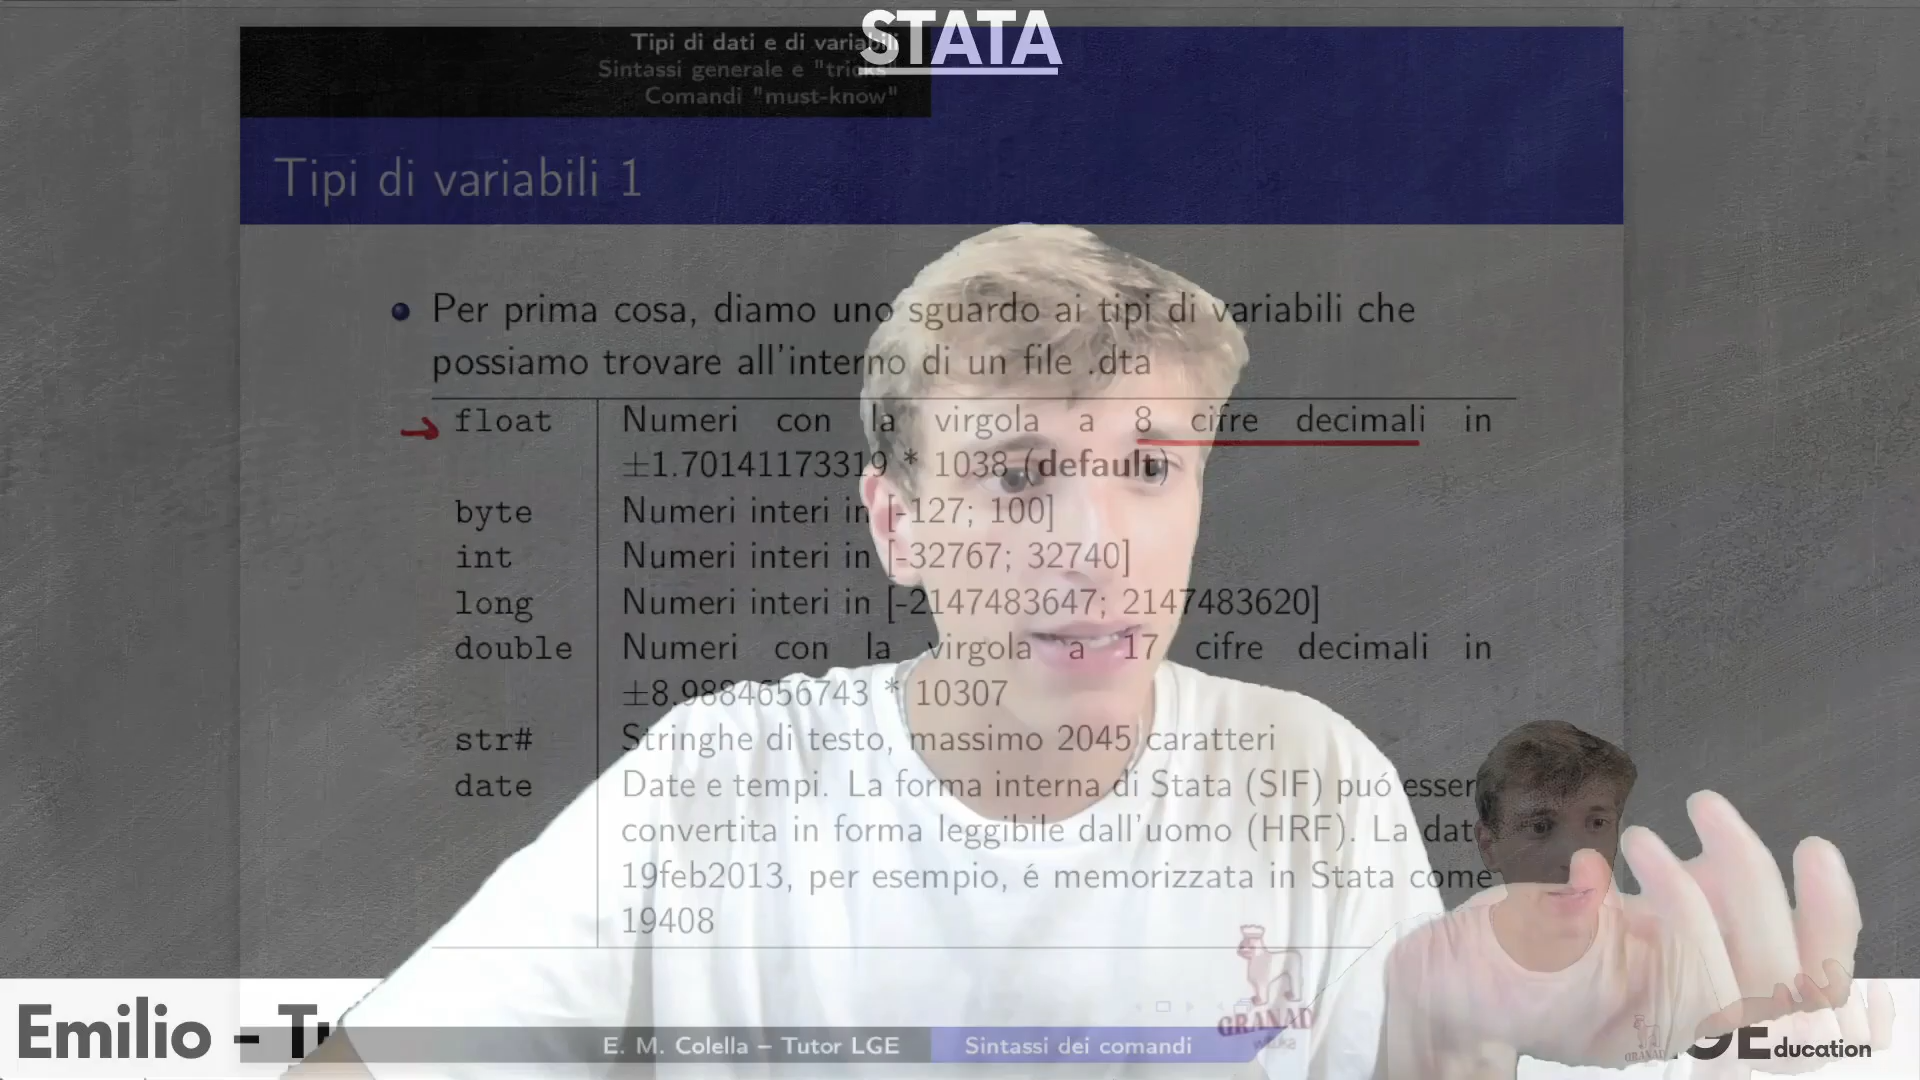 STATA
Tipi di dati e di variabili
Sintassi generale e "tricks"
Comandi "must-know"
Tipi di variabili 1
Per prima cosa, diamo uno sguardo ai tipi di variabili che
possiamo trovare all'interno di un file .dta
float Numeri con la virgola a 8 cifre decimali in
±1.70141173319 * 1038 (default)
byte Numeri interi in [-127; 100]
int Numeri interi in [-32767; 32740]
long Numeri interi in [-2147483647; 2147483620]
double Numeri con la virgola a 17 cifre decimali in
±8.9884656743 * 10307
str# Stringhe di testo, massimo 2045 caratteri
date Date e tempi. La forma interna di Stata (SIF) puó esser
convertita in forma leggibile dall'uomo (HRF). La dat
19feb2013, per esempio, é memorizzata in Stata come
19408
GRANAD
Emilio -
E. M. Colella – Tutor LGE
Sintassi dei comandi
GEducation